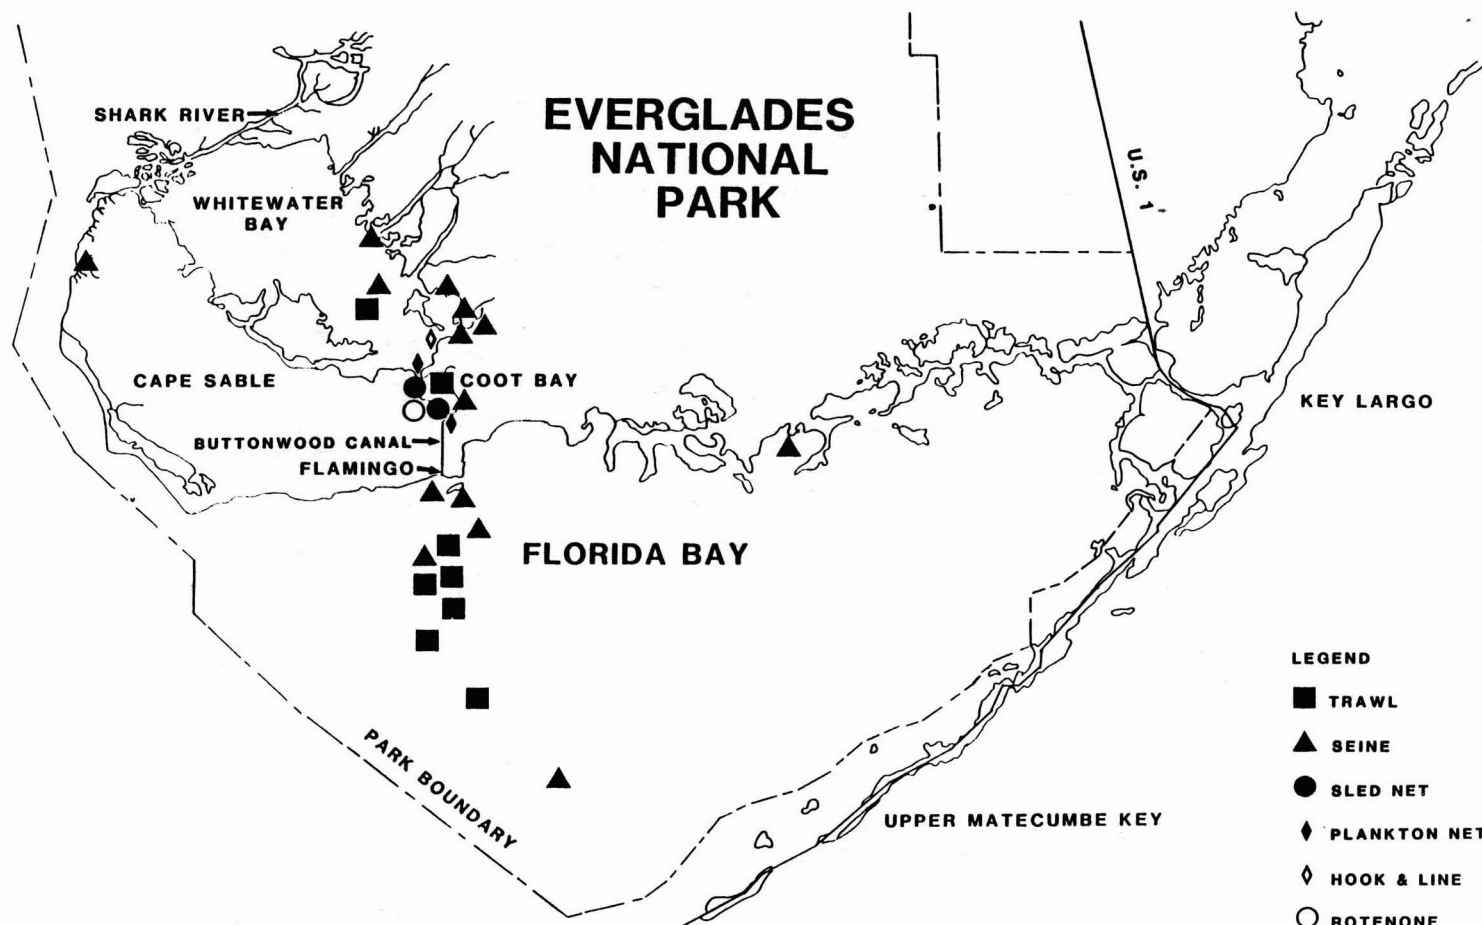 EVERGLADES
NATIONAL
PARK
SHARK RIVER
WHITEWATER
BAY
U.S. 1
CAPE SABLE
COOT BAY
KEY LARGO
BUTTONWOOD CANAL
FLAMINGO
FLORIDA BAY
PARK BOUNDARY
UPPER MATECUMBE KEY
LEGEND
TRAWL
SEINE
SLED NET
PLANKTON NET
HOOK & LINE
ROTENONE